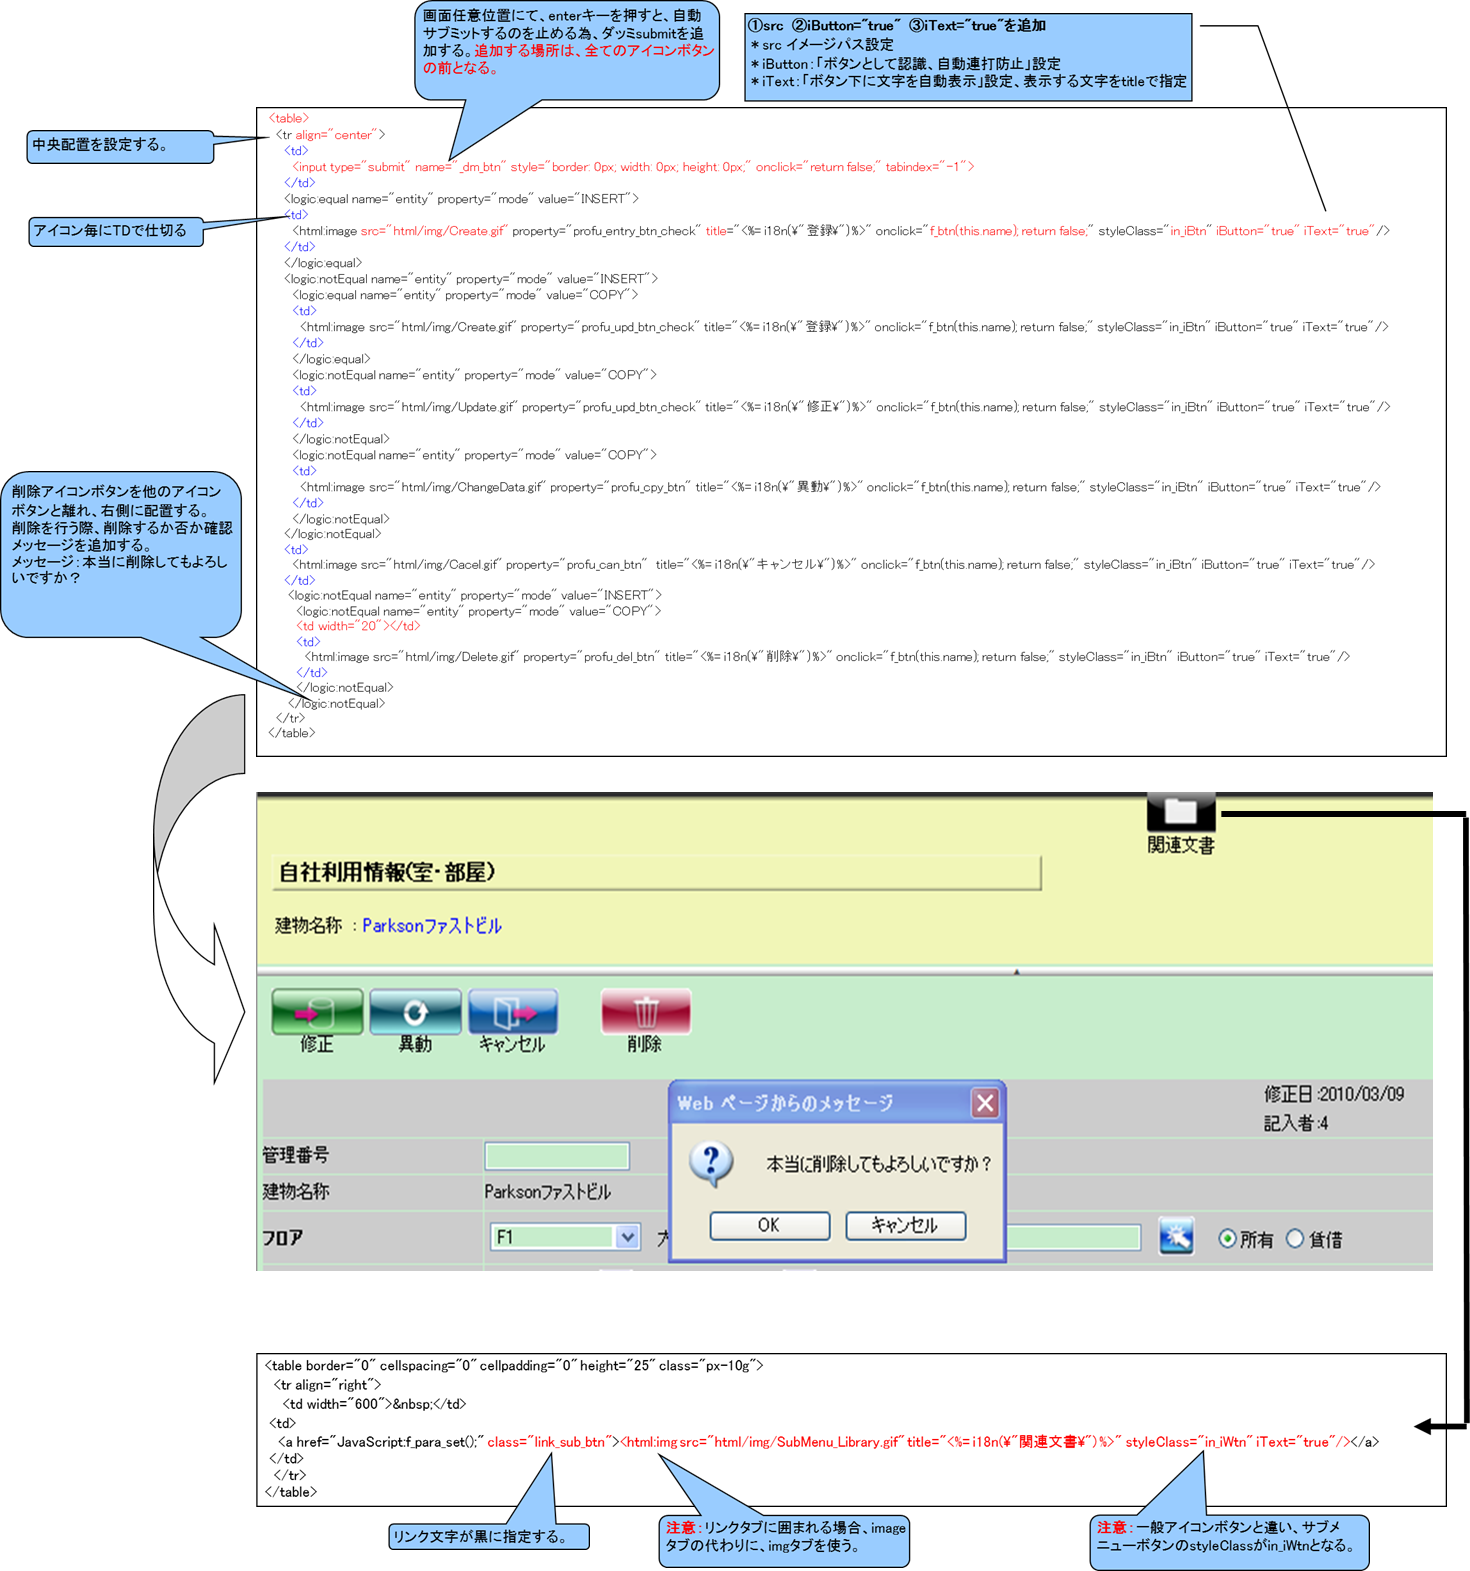 画面任意位置にて、enterキーを押すと、自動
サブミットするのを止める為、ダッミsubmitを追
加する。追加する場所は、全てのアイコンボタン
の前となる。
①src ②iButton="true" ③iText="true"を追加
＊src イメージパス設定
＊iButton：「ボタンとして認識、自動連打防止」設定
＊iText：「ボタン下に文字を自動表示」設定、表示する文字をtitleで指定
中央配置を設定する。
アイコン毎にTDで仕切る
削除アイコンボタンを他のアイコン
ボタンと離れ、右側に配置する。
削除を行う際、削除するか否か確認
メッセージを追加する。
メッセージ：本当に削除してもよろし
いですか？
<table>
<tr align="center">
<td>
<input type="submit" name="_dm_btn" style="border: 0px; width: 0px; height: 0px;" onclick="return false;" tabindex="-1">
</td>
<logic:equal name="entity" property="mode" value="INSERT">
<td>
<html:image src="html/img/Create.gif" property="profu_entry_btn_check" title="<%= i18n(¥"登録¥")%>" onclick="f_btn(this.name); return false;" styleClass="in_iBtn" iButton="true" iText="true"/>
</td>
</logic:equal>
<logic:notEqual name="entity" property="mode" value="INSERT">
<logic:equal name="entity" property="mode" value="COPY">
<td>
<html:image src="html/img/Create.gif" property="profu_upd_btn_check" title="<%= i18n(¥"登録¥")%>" onclick="f_btn(this.name); return false;" styleClass="in_iBtn" iButton="true" iText="true"/>
</td>
</logic:equal>
<logic:notEqual name="entity" property="mode" value="COPY">
<td>
<html:image src="html/img/Update.gif" property="profu_upd_btn_check" title="<%= i18n(¥"修正¥")%>" onclick="f_btn(this.name); return false;" styleClass="in_iBtn" iButton="true" iText="true"/>
</td>
</logic:notEqual>
<logic:notEqual name="entity" property="mode" value="COPY">
<td>
<html:image src="html/img/ChangeData.gif" property="profu_cpy_btn" title="<%= i18n(¥"異動¥")%>" onclick="f_btn(this.name); return false;" styleClass="in_iBtn" iButton="true" iText="true"/>
</td>
</logic:notEqual>
</logic:notEqual>
<td>
<html:image src="html/img/Cacel.gif" property="profu_can_btn" title="<%= i18n(¥"キャンセル¥")%>" onclick="f_btn(this.name); return false;" styleClass="in_iBtn" iButton="true" iText="true"/>
</td>
<logic:notEqual name="entity" property="mode" value="INSERT">
<logic:notEqual name="entity" property="mode" value="COPY">
<td width="20"></td>
<td>
<html:image src="html/img/Delete.gif" property="profu_del_btn" title="<%= i18n(¥"削除¥")%>" onclick="f_btn(this.name); return false;" styleClass="in_iBtn" iButton="true" iText="true"/>
</td>
</logic:notEqual>
</logic:notEqual>
</tr>
</table>
関連文書
自社利用情報(室・部屋)
建物名称 ：Parksonファストビル
修正 異動 キャンセル 削除
Web ページからのメッセージ
本当に削除してもよろしいですか？
OK キャンセル
修正日:2010/03/09
記入者:4
管理番号
建物名称 Parksonファストビル
フロア F1 所有 賃借
<table border="0" cellspacing="0" cellpadding="0" height="25" class="px-10g">
<tr align="right">
<td width="600">&nbsp;</td>
<td>
<a href="JavaScript:f_para_set();" class="link_sub_btn"><html:img src="html/img/SubMenu_Library.gif" title="<%= i18n(¥"関連文書¥") %>" styleClass="in_iWtn" iText="true"/></a>
</td>
</tr>
</table>
リンク文字が黒に指定する。
注意：リンクタブに囲まれる場合、image
タブの代わりに、imgタブを使う。
注意：一般アイコンボタンと違い、サブメ
ニューボタンのstyleClassがin_iWtnとなる。